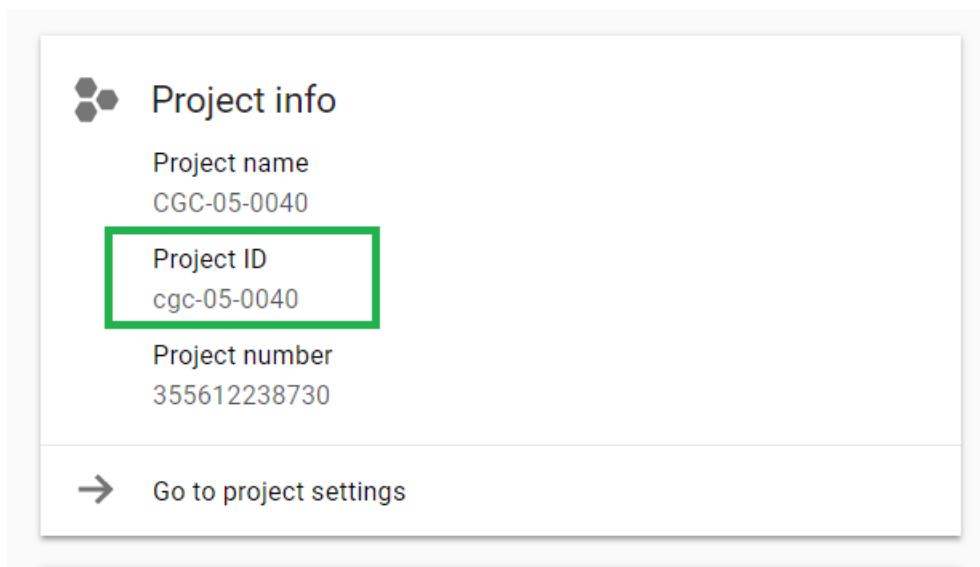 Project info
Project name
CGC-05-0040
Project ID
cgc-05-0040
Project number
355612238730
Go to project settings